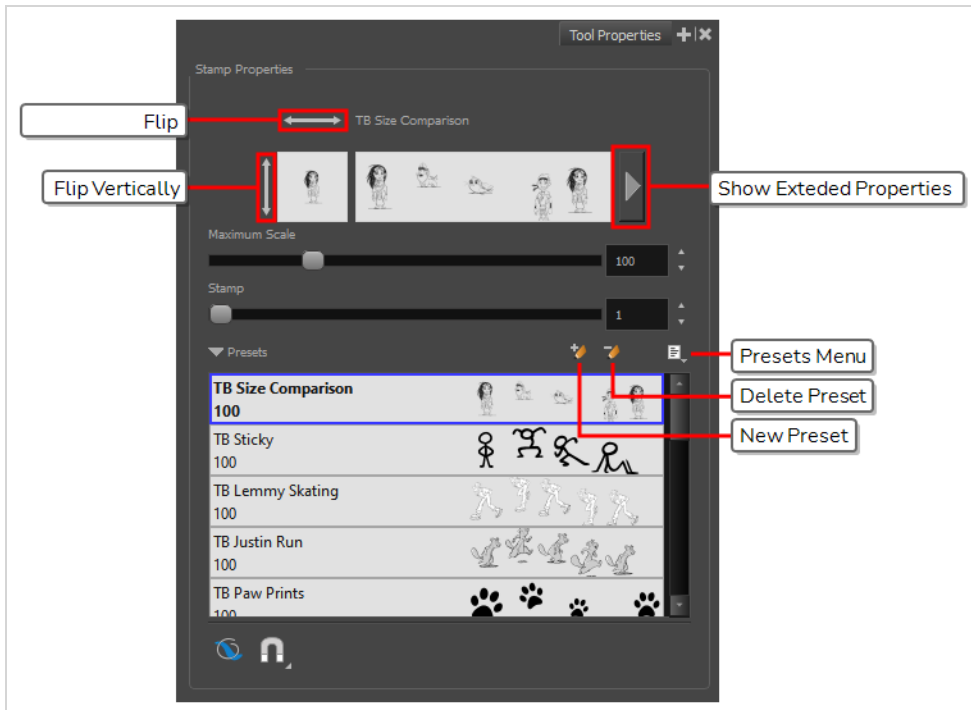 Tool Properties
Stamp Properties
Flip
TB Size Comparison
Flip Vertically
Show Exteded Properties
Maximum Scale
100
Stamp
1
Presets
Presets Menu
Delete Preset
New Preset
TB Size Comparison
100
TB Sticky
100
TB Lemmy Skating
100
TB Justin Run
100
TB Paw Prints
100